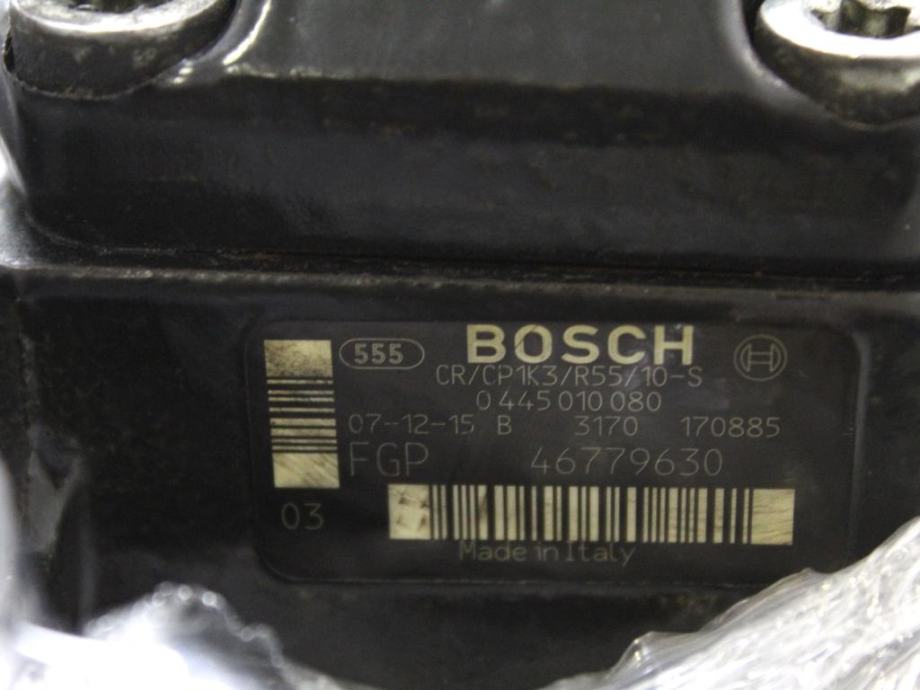 555 BOSCH
CR/CP1K3/R55/10-S
0 445 010 080
07-12-15 B 3170 170885
FGP 46779630
03
Made in Italy